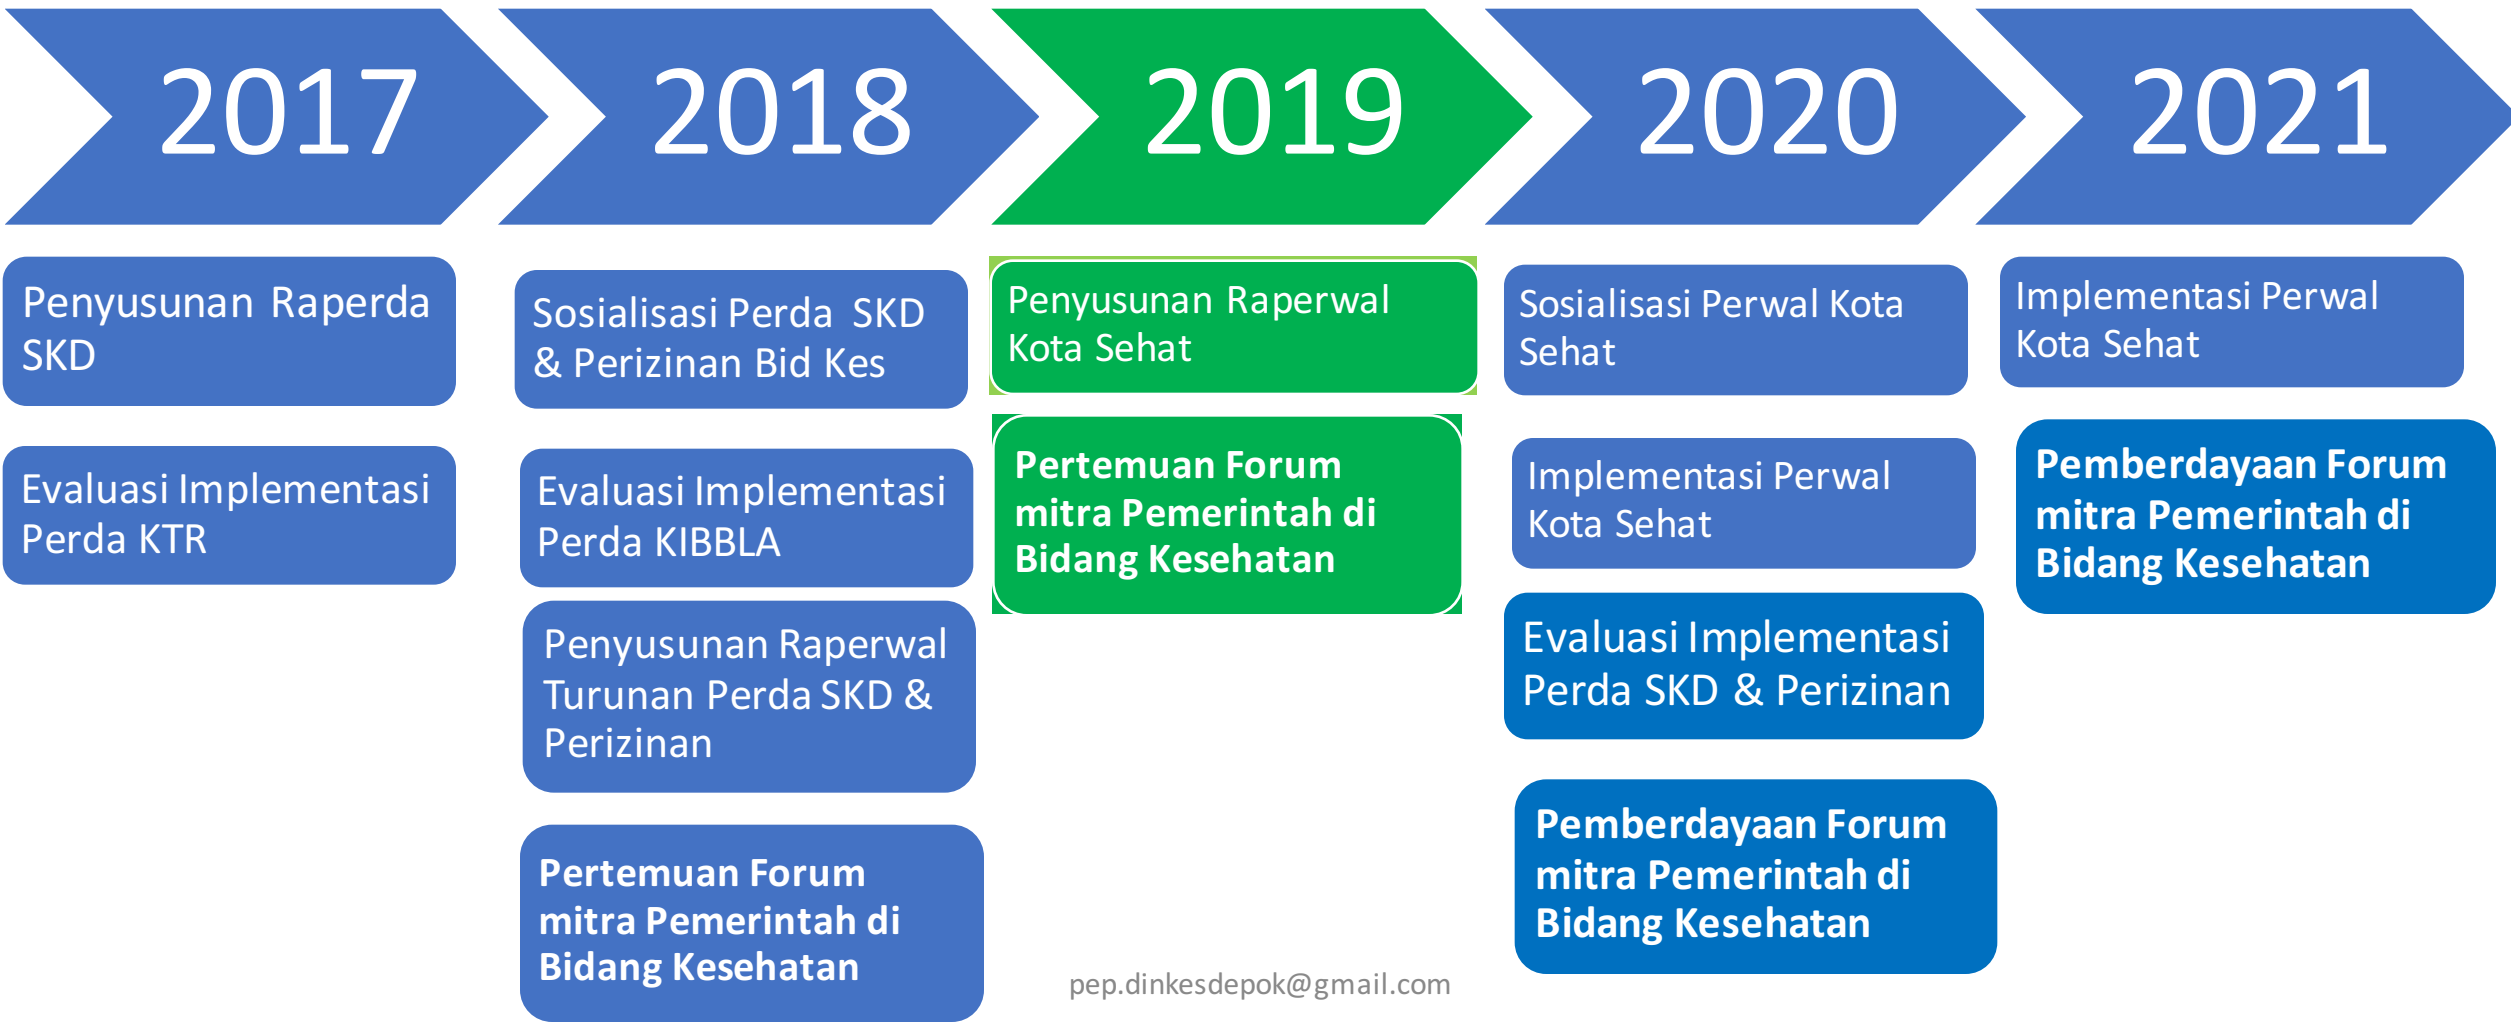 2017
2018
2019
2020
2021
Penyusunan Raperda
SKD
Evaluasi Implementasi
Perda KTR
Sosialisasi Perda SKD
& Perizinan Bid Kes
Evaluasi Implementasi
Perda KIBBLA
Penyusunan Raperwal
Turunan Perda SKD &
Perizinan
Pertemuan Forum
mitra Pemerintah di
Bidang Kesehatan
Penyusunan Raperwal
Kota Sehat
Pertemuan Forum
mitra Pemerintah di
Bidang Kesehatan
Sosialisasi Perwal Kota
Sehat
Implementasi Perwal
Kota Sehat
Evaluasi Implementasi
Perda SKD & Perizinan
Pemberdayaan Forum
mitra Pemerintah di
Bidang Kesehatan
Implementasi Perwal
Kota Sehat
Pemberdayaan Forum
mitra Pemerintah di
Bidang Kesehatan
pep.dinkesdepok@gmail.com